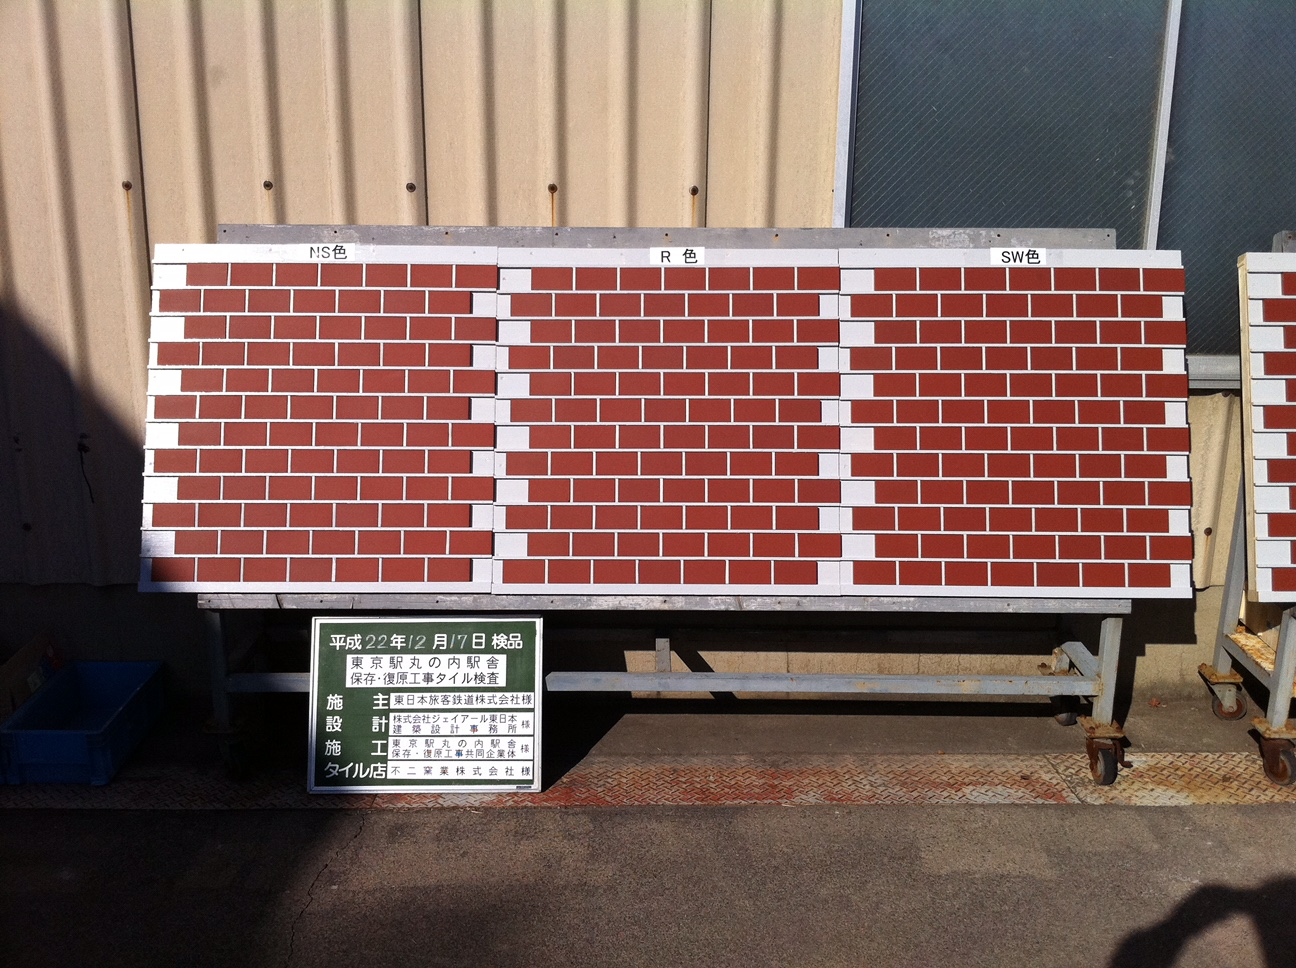 NS色
R 色
SW色
平成22年12月17日 検品
東京駅丸の内駅舎
保存・復原工事タイル検査
施主 東日本旅客鉄道株式会社様
設計 株式会社ジェイアール東日本
建築設計事務所 様
施工 東京駅丸の内駅舎
保存・復原工事共同企業体 様
タイル店 不二窯業株式会社様